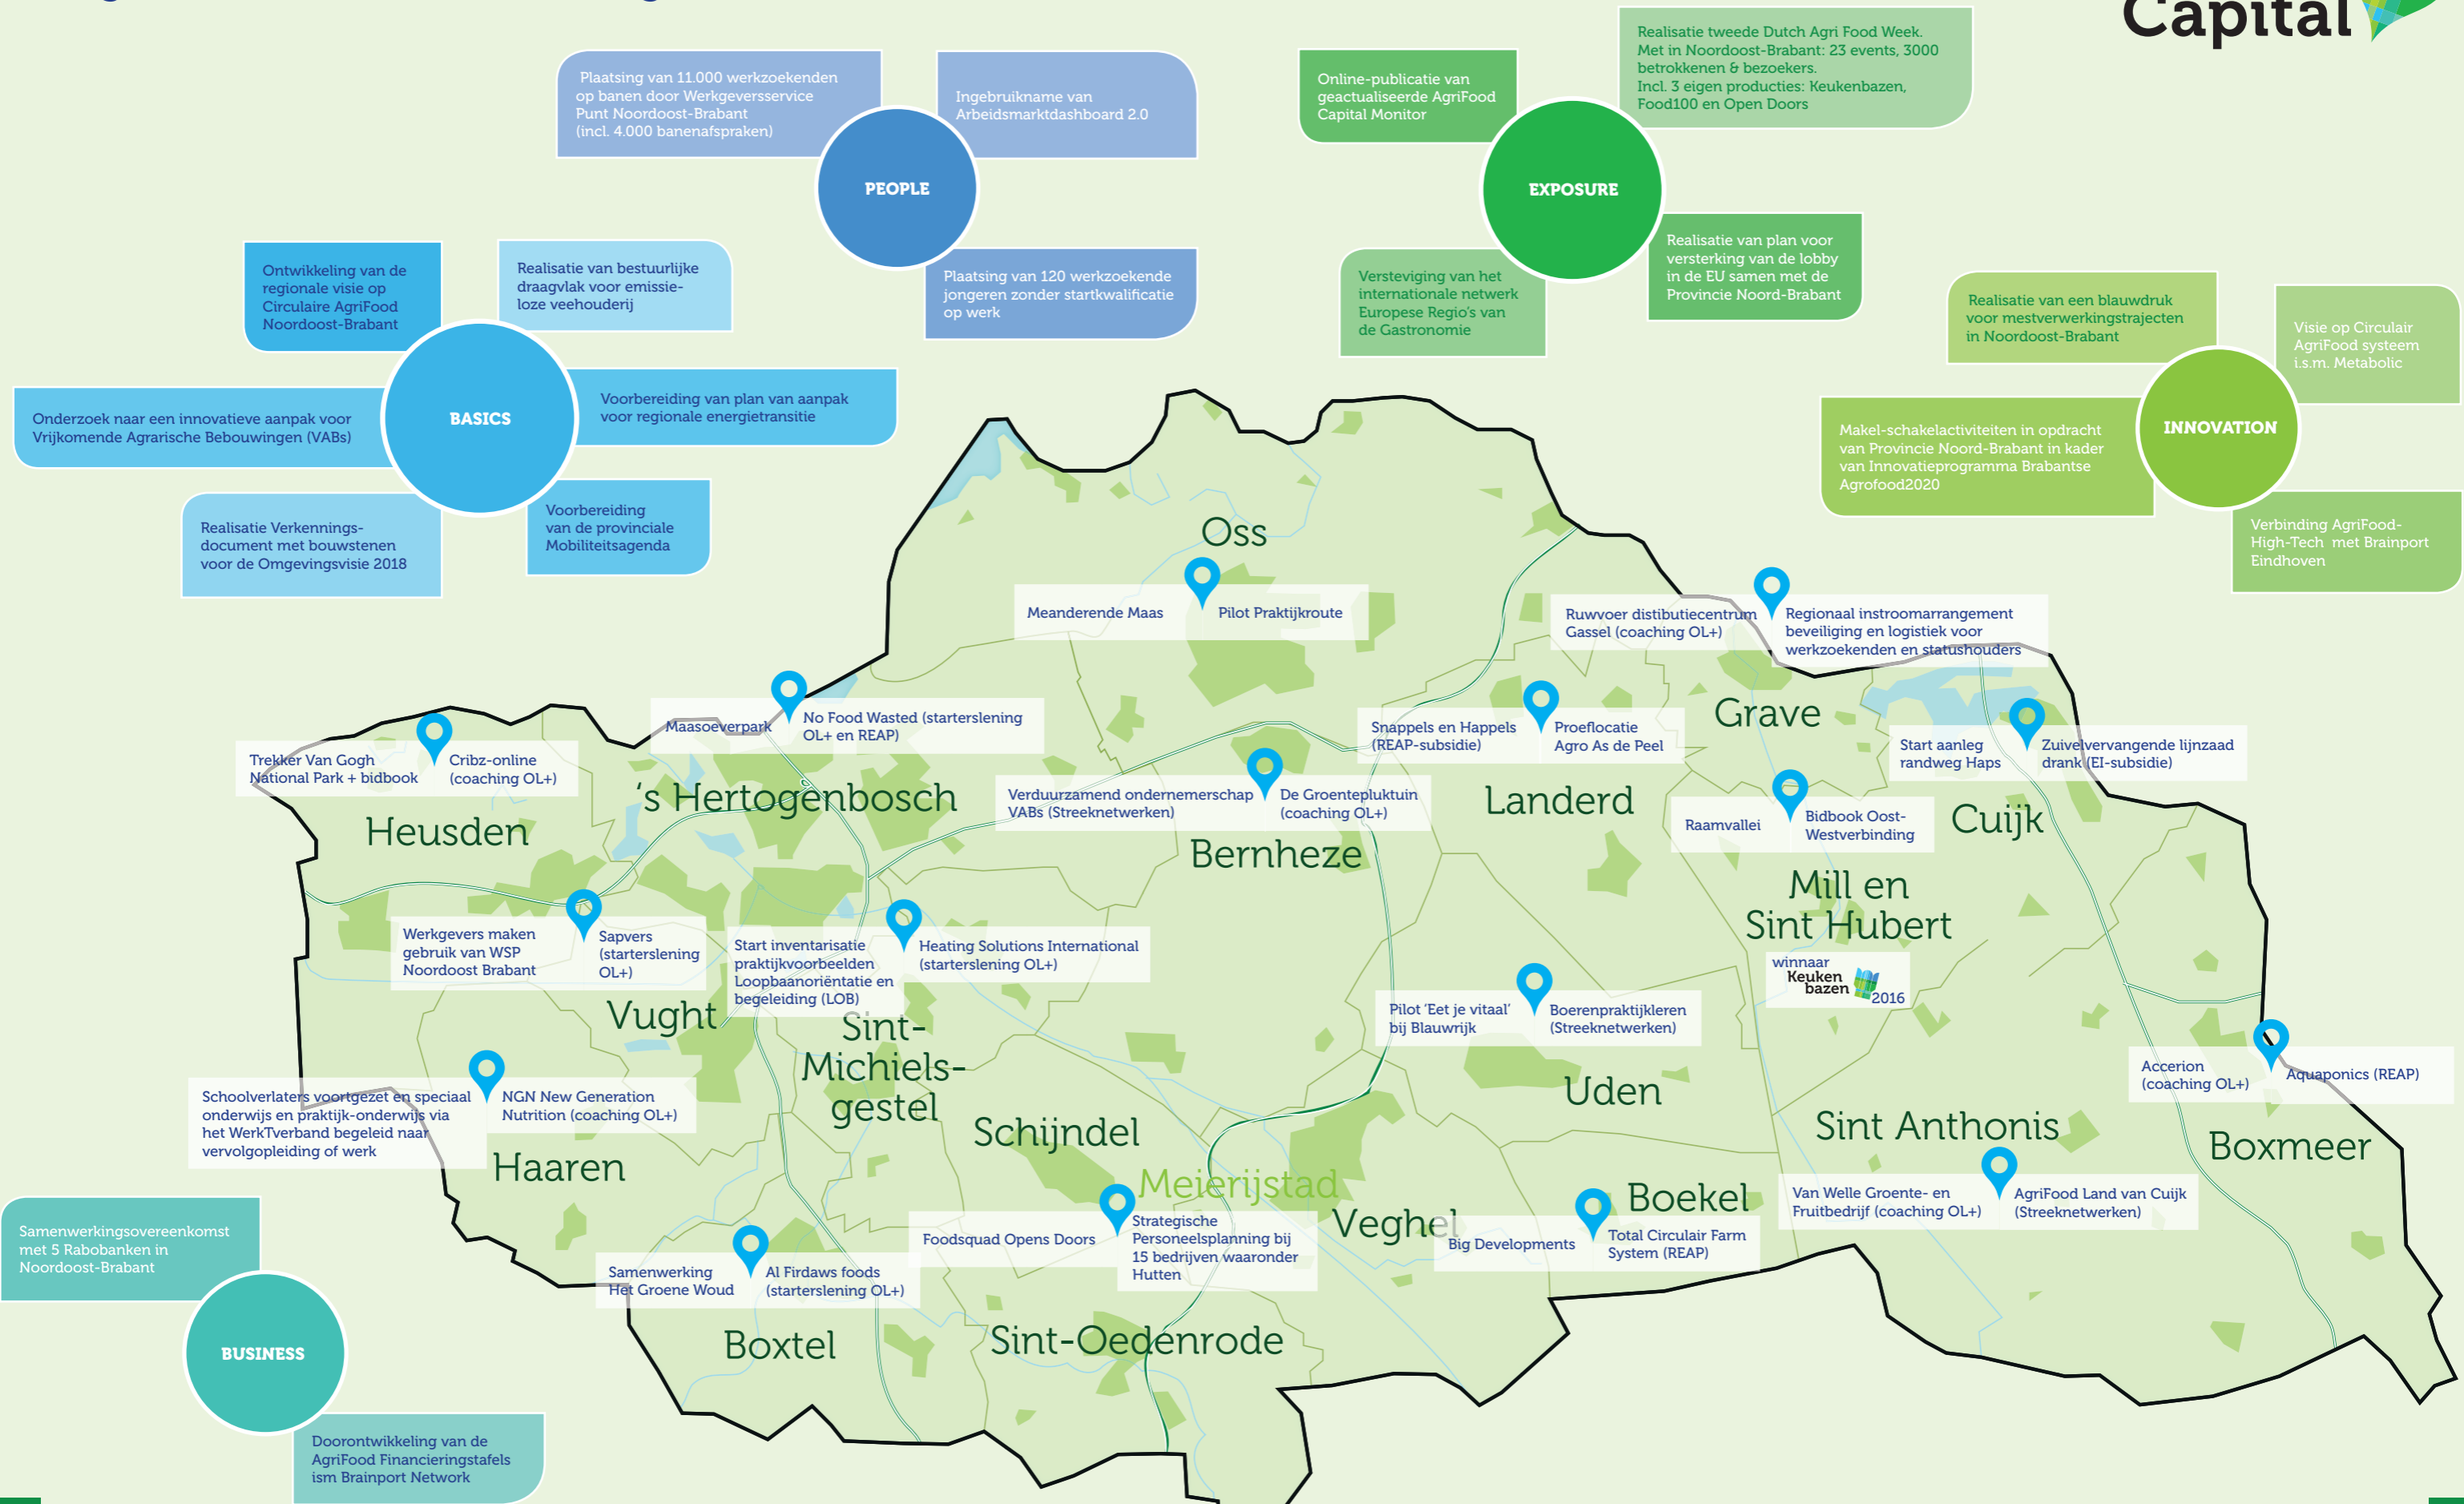 Capital
Plaatsing van 11.000 werkzoekenden
op banen door Werkgeversservice
Punt Noordoost-Brabant
(incl. 4.000 banenafspraken)
Ingebruikname van
Arbeidsmarktdashboard 2.0
PEOPLE
Plaatsing van 120 werkzoekende
jongeren zonder startkwalificatie
op werk
Online-publicatie van
geactualiseerde AgriFood
Capital Monitor
Realisatie tweede Dutch Agri Food Week.
Met in Noordoost-Brabant: 23 events, 3000
betrokkenen & bezoekers.
Incl. 3 eigen producties: Keukenbazen,
Food100 en Open Doors
EXPOSURE
Versteviging van het
internationale netwerk
Europese Regio's van
de Gastronomie
Realisatie van plan voor
versterking van de lobby
in de EU samen met de
Provincie Noord-Brabant
Ontwikkeling van de
regionale visie op
Circulaire AgriFood
Noordoost-Brabant
Realisatie van bestuurlijke
draagvlak voor emissie-
loze veehouderij
Onderzoek naar een innovatieve aanpak voor
Vrijkomende Agrarische Bebouwingen (VABs)
BASICS
Voorbereiding van plan van aanpak
voor regionale energietransitie
Realisatie Verkennings-
document met bouwstenen
voor de Omgevingsvisie 2018
Voorbereiding
van de provinciale
Mobiliteitsagenda
Realisatie van een blauwdruk
voor mestverwerkingstrajecten
in Noordoost-Brabant
Visie op Circulair
AgriFood systeem
i.s.m. Metabolic
Makel-schakelactiviteiten in opdracht
van Provincie Noord-Brabant in kader
van Innovatieprogramma Brabantse
Agrofood2020
INNOVATION
Verbinding AgriFood-
High-Tech met Brainport
Eindhoven
Oss
Meanderende Maas
Pilot Praktijkroute
Ruwvoer distibutiecentrum
Gassel (coaching OL+)
Regionaal instroomarrangement
beveiliging en logistiek voor
werkzoekenden en statushouders
Grave
Maasoeverpark
No Food Wasted (starterslening
OL+ en REAP)
's Hertogenbosch
Trekker Van Gogh
National Park + bidbook
Cribz-online
(coaching OL+)
Heusden
Snappels en Happels
(REAP-subsidie)
Proeflocatie
Agro As de Peel
Landerd
Verduurzamend ondernemerschap
VABs (Streeknetwerken)
De Groentepluktuin
(coaching OL+)
Bernheze
Start aanleg
randweg Haps
Zuivelvervangende lijnzaad
drank (EI-subsidie)
Cuijk
Raamvallei
Bidbook Oost-
Westverbinding
Mill en
Sint Hubert
winnaar
Keuken
bazen
2016
Werkgevers maken
gebruik van WSP
Noordoost Brabant
Sapvers
(starterslening
OL+)
Vught
Start inventarisatie
praktijkvoorbeelden
Loopbaanoriëntatie en
begeleiding (LOB)
Heating Solutions International
(starterslening OL+)
Sint-
Michiels-
gestel
Pilot 'Eet je vitaal'
bij Blauwrijk
Boerenpraktijkleren
(Streeknetwerken)
Uden
Accerion
(coaching OL+)
Aquaponics (REAP)
Boxmeer
Schoolverlaters voortgezet en speciaal
onderwijs en praktijk-onderwijs via
het WerkTverband begeleid naar
vervolgopleiding of werk
NGN New Generation
Nutrition (coaching OL+)
Haaren
Schijndel
Meierijstad
Veghel
Foodsquad Opens Doors
Strategische
Personeelsplanning bij
15 bedrijven waaronder
Hutten
Sint-Oedenrode
Boekel
Big Developments
Total Circulair Farm
System (REAP)
Sint Anthonis
Van Welle Groente- en
Fruitbedrijf (coaching OL+)
AgriFood Land van Cuijk
(Streeknetwerken)
Samenwerking
Het Groene Woud
Al Firdaws foods
(starterslening OL+)
Boxtel
Samenwerkingsovereenkomst
met 5 Rabobanken in
Noordoost-Brabant
BUSINESS
Doorontwikkeling van de
AgriFood Financieringstafels
ism Brainport Network